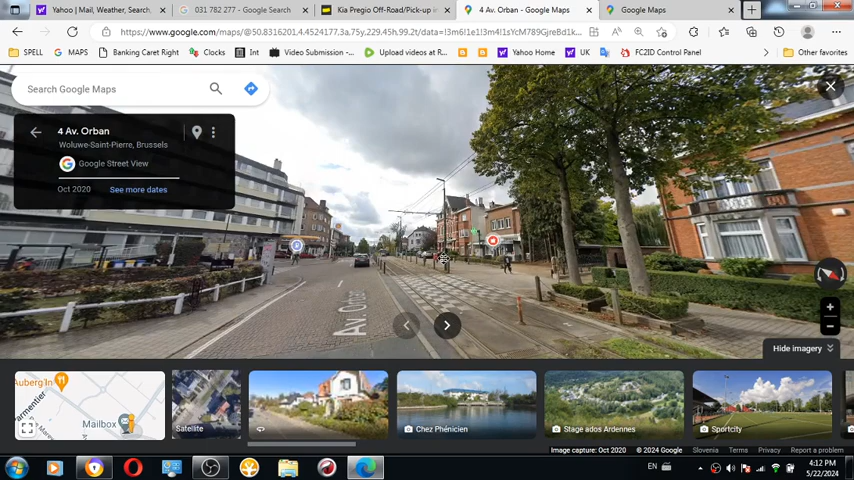 Yahoo | Mail, Weather, Search,
031 782 277 - Google Search
Kia Pregio Off-Road/Pick-up in
4 Av. Orban - Google Maps
Google Maps
https://www.google.com/maps/@50.8316201,4.4524177,3a,75y,229.45h,99.2t/data=!3m6!1e1!3m4!1sYcM789GjreBd1k...
SPELL
MAPS
Banking Caret Right
Clocks
Int
Video Submission -...
Upload videos at R...
Yahoo Home
UK
FC2ID Control Panel
Other favorites
Search Google Maps
4 Av. Orban
Woluwe-Saint-Pierre, Brussels
Google Street View
Oct 2020
See more dates
Av. Orban
Hide imagery
Auberg'In
armentier
Mailbox
Satellite
Chez Phénicien
Stage ados Ardennes
Sportcity
Image capture: Oct 2020
© 2024 Google
Slovenia
Terms
Privacy
Report a problem
EN
4:12 PM
5/22/2024